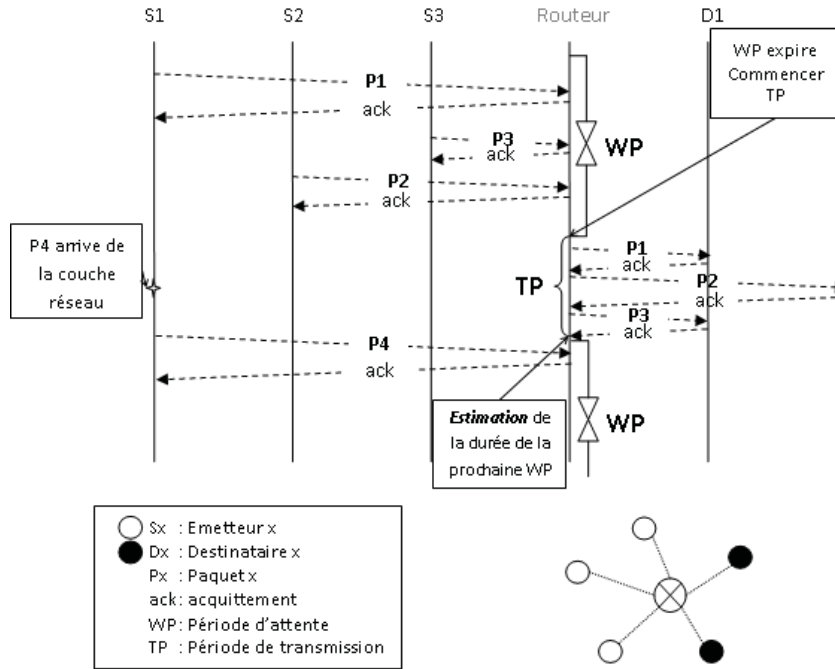 S1 S2 S3 Routeur D1
WP expire
Commencer
TP
P1
ack
P3
ack
WP
P2
ack
P4 arrive de
la couche
réseau
TP
P1
ack
P2
ack
P3
ack
P4
ack
Estimation de
la durée de la
prochaine WP
WP
Sx : Emetteur x
Dx : Destinataire x
Px : Paquet x
ack : acquittement
WP : Période d'attente
TP : Période de transmission